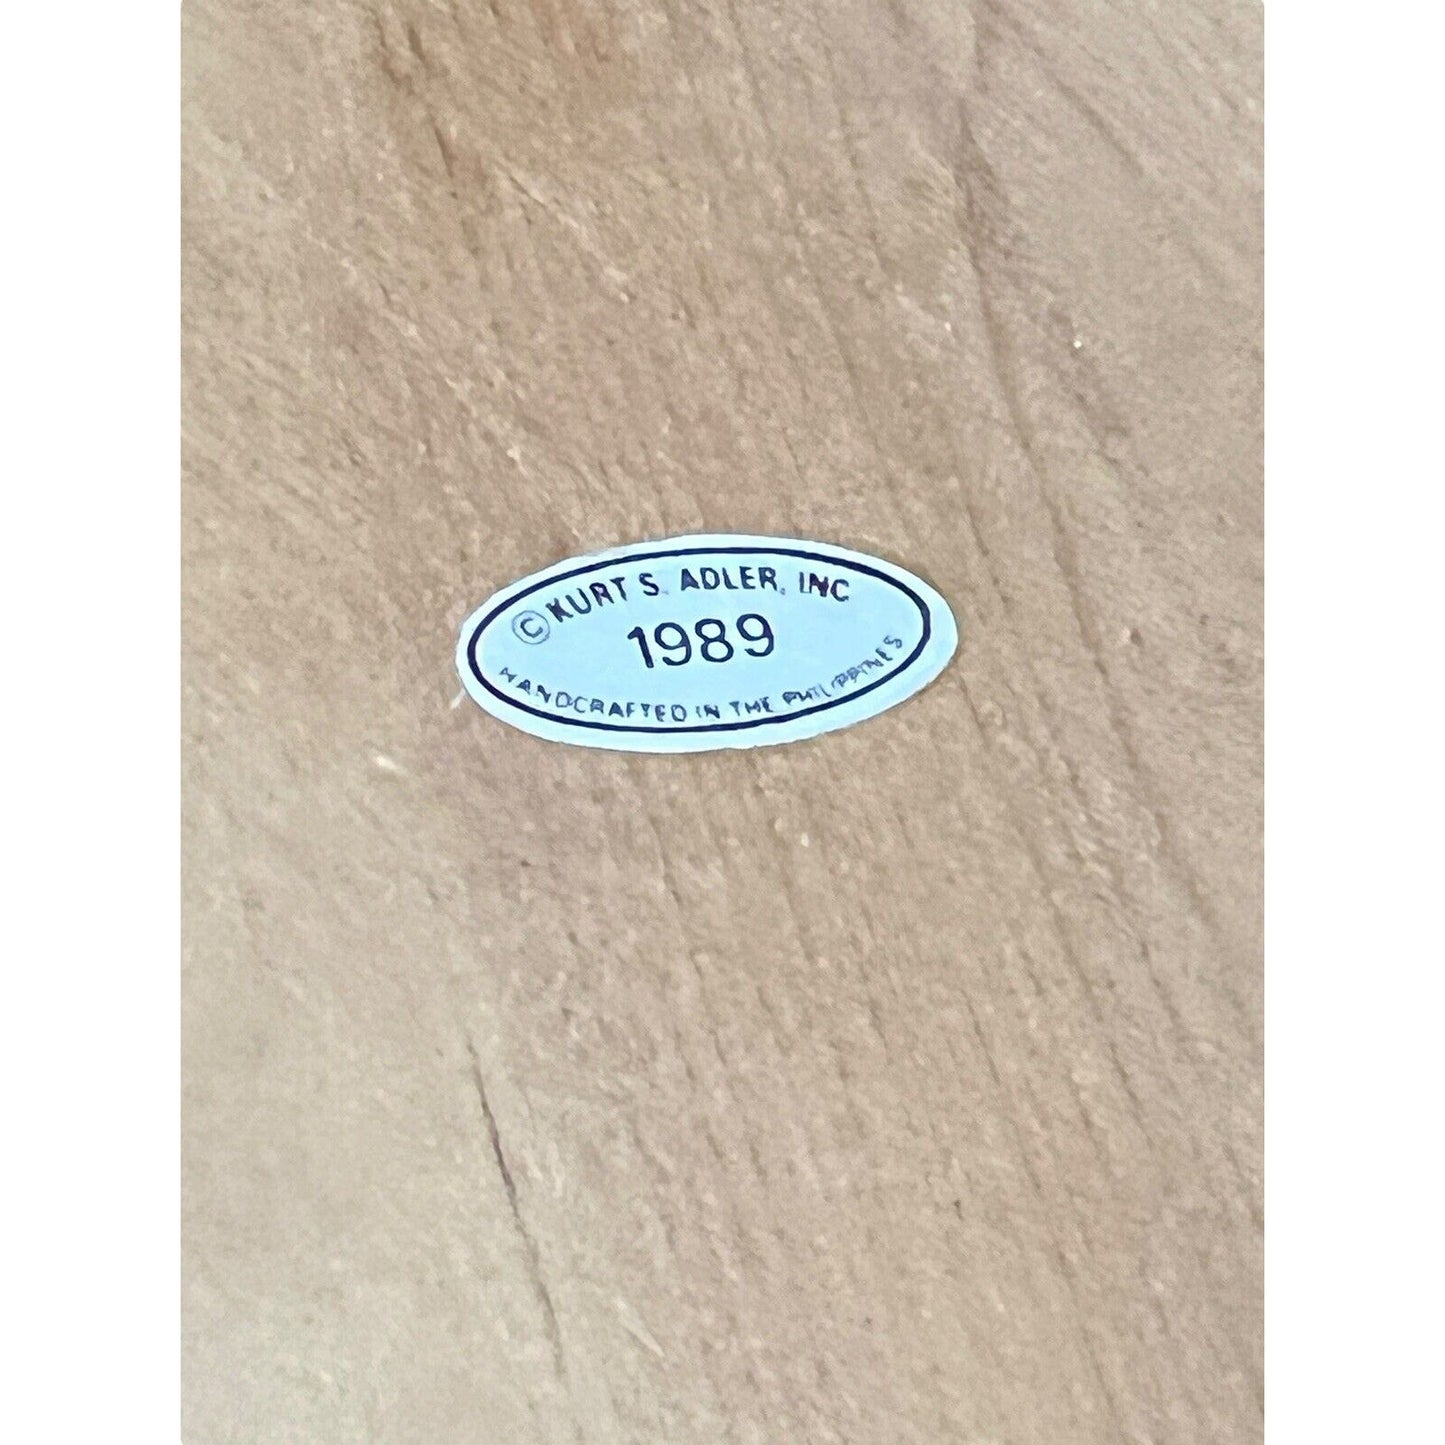 © KURT S. ADLER, INC
1989
HANDCRAFTED IN THE PHILIPPINES